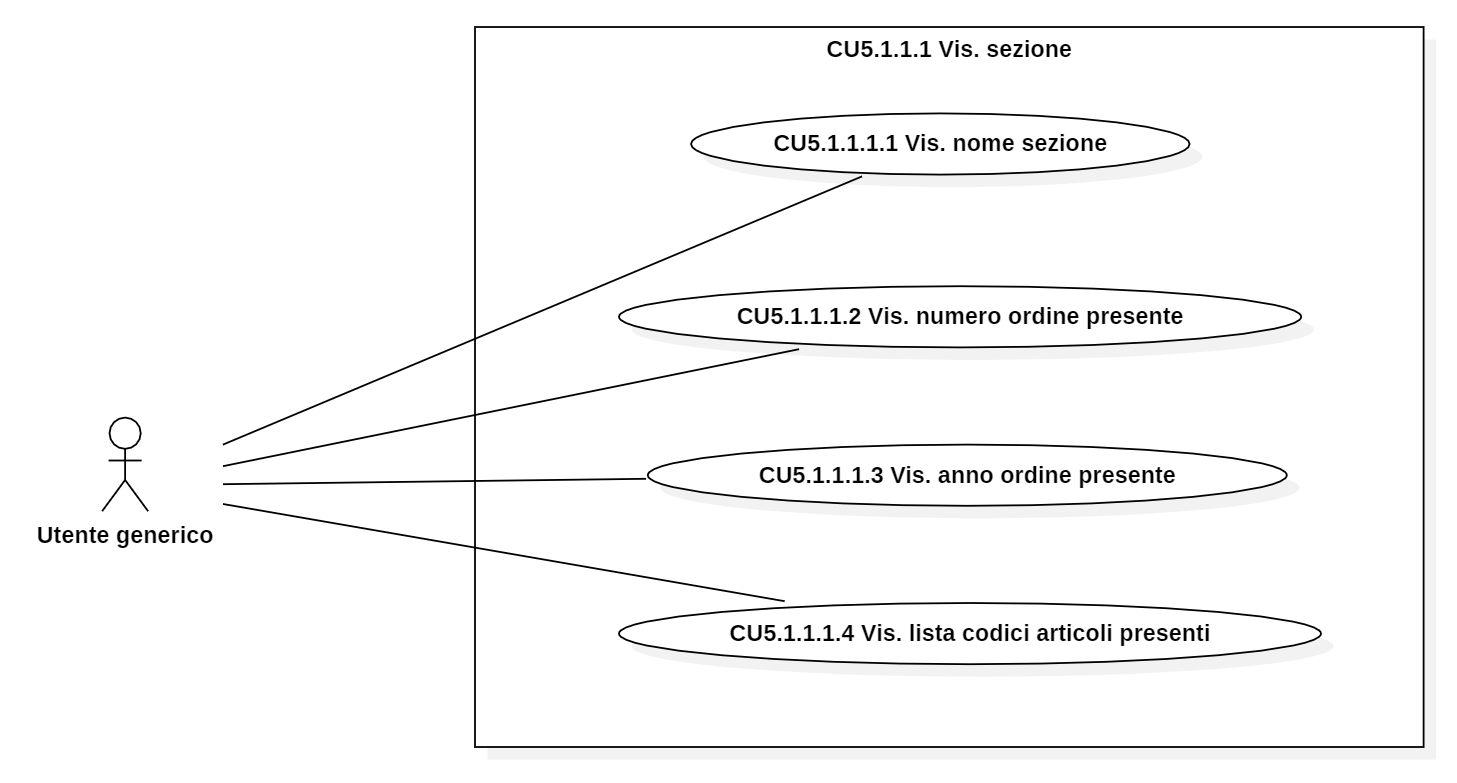 CU5.1.1.1 Vis. sezione
CU5.1.1.1.1 Vis. nome sezione
CU5.1.1.1.2 Vis. numero ordine presente
CU5.1.1.1.3 Vis. anno ordine presente
Utente generico
CU5.1.1.1.4 Vis. lista codici articoli presenti